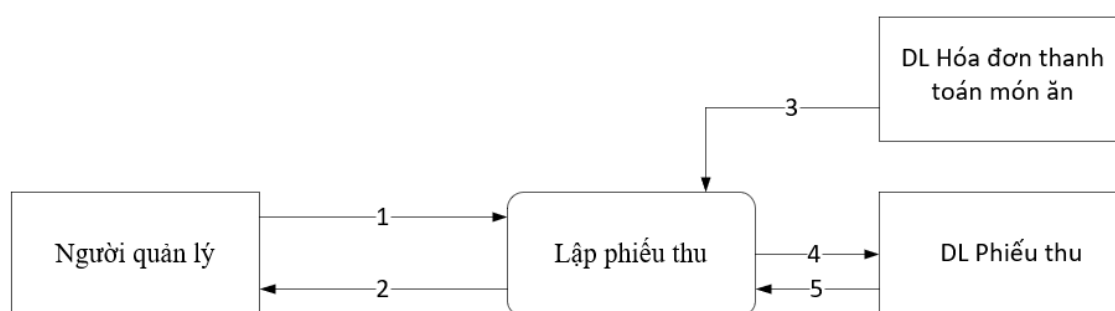 DL Hóa đơn thanh
toán món ăn
3
Người quản lý
1
2
Lập phiếu thu
4
5
DL Phiếu thu